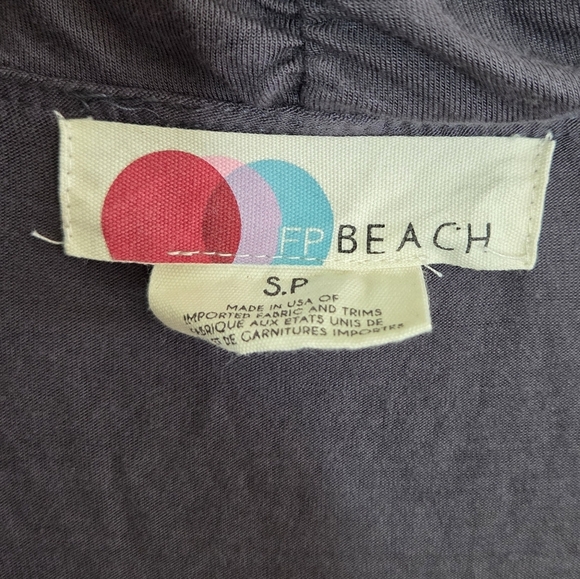 FP BEACH
S.P
MADE IN USA OF
IMPORTED FABRIC AND TRIMS
FABRIQUE AUX ETATS UNIS DE
ET DE GARNITURES IMPORTES